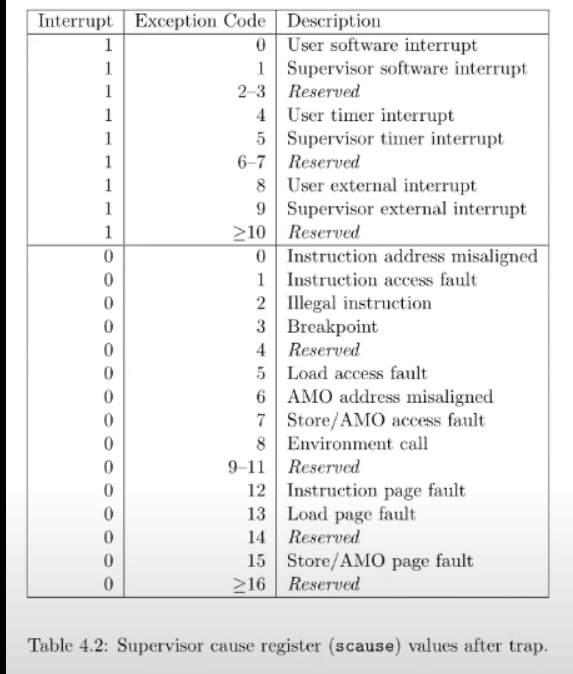 Interrupt Exception Code Description
1 0 User software interrupt
1 1 Supervisor software interrupt
1 2–3 Reserved
1 4 User timer interrupt
1 5 Supervisor timer interrupt
1 6–7 Reserved
1 8 User external interrupt
1 9 Supervisor external interrupt
1 ≥10 Reserved
0 0 Instruction address misaligned
0 1 Instruction access fault
0 2 Illegal instruction
0 3 Breakpoint
0 4 Reserved
0 5 Load access fault
0 6 AMO address misaligned
0 7 Store/AMO access fault
0 8 Environment call
0 9–11 Reserved
0 12 Instruction page fault
0 13 Load page fault
0 14 Reserved
0 15 Store/AMO page fault
0 ≥16 Reserved
Table 4.2: Supervisor cause register (scause) values after trap.